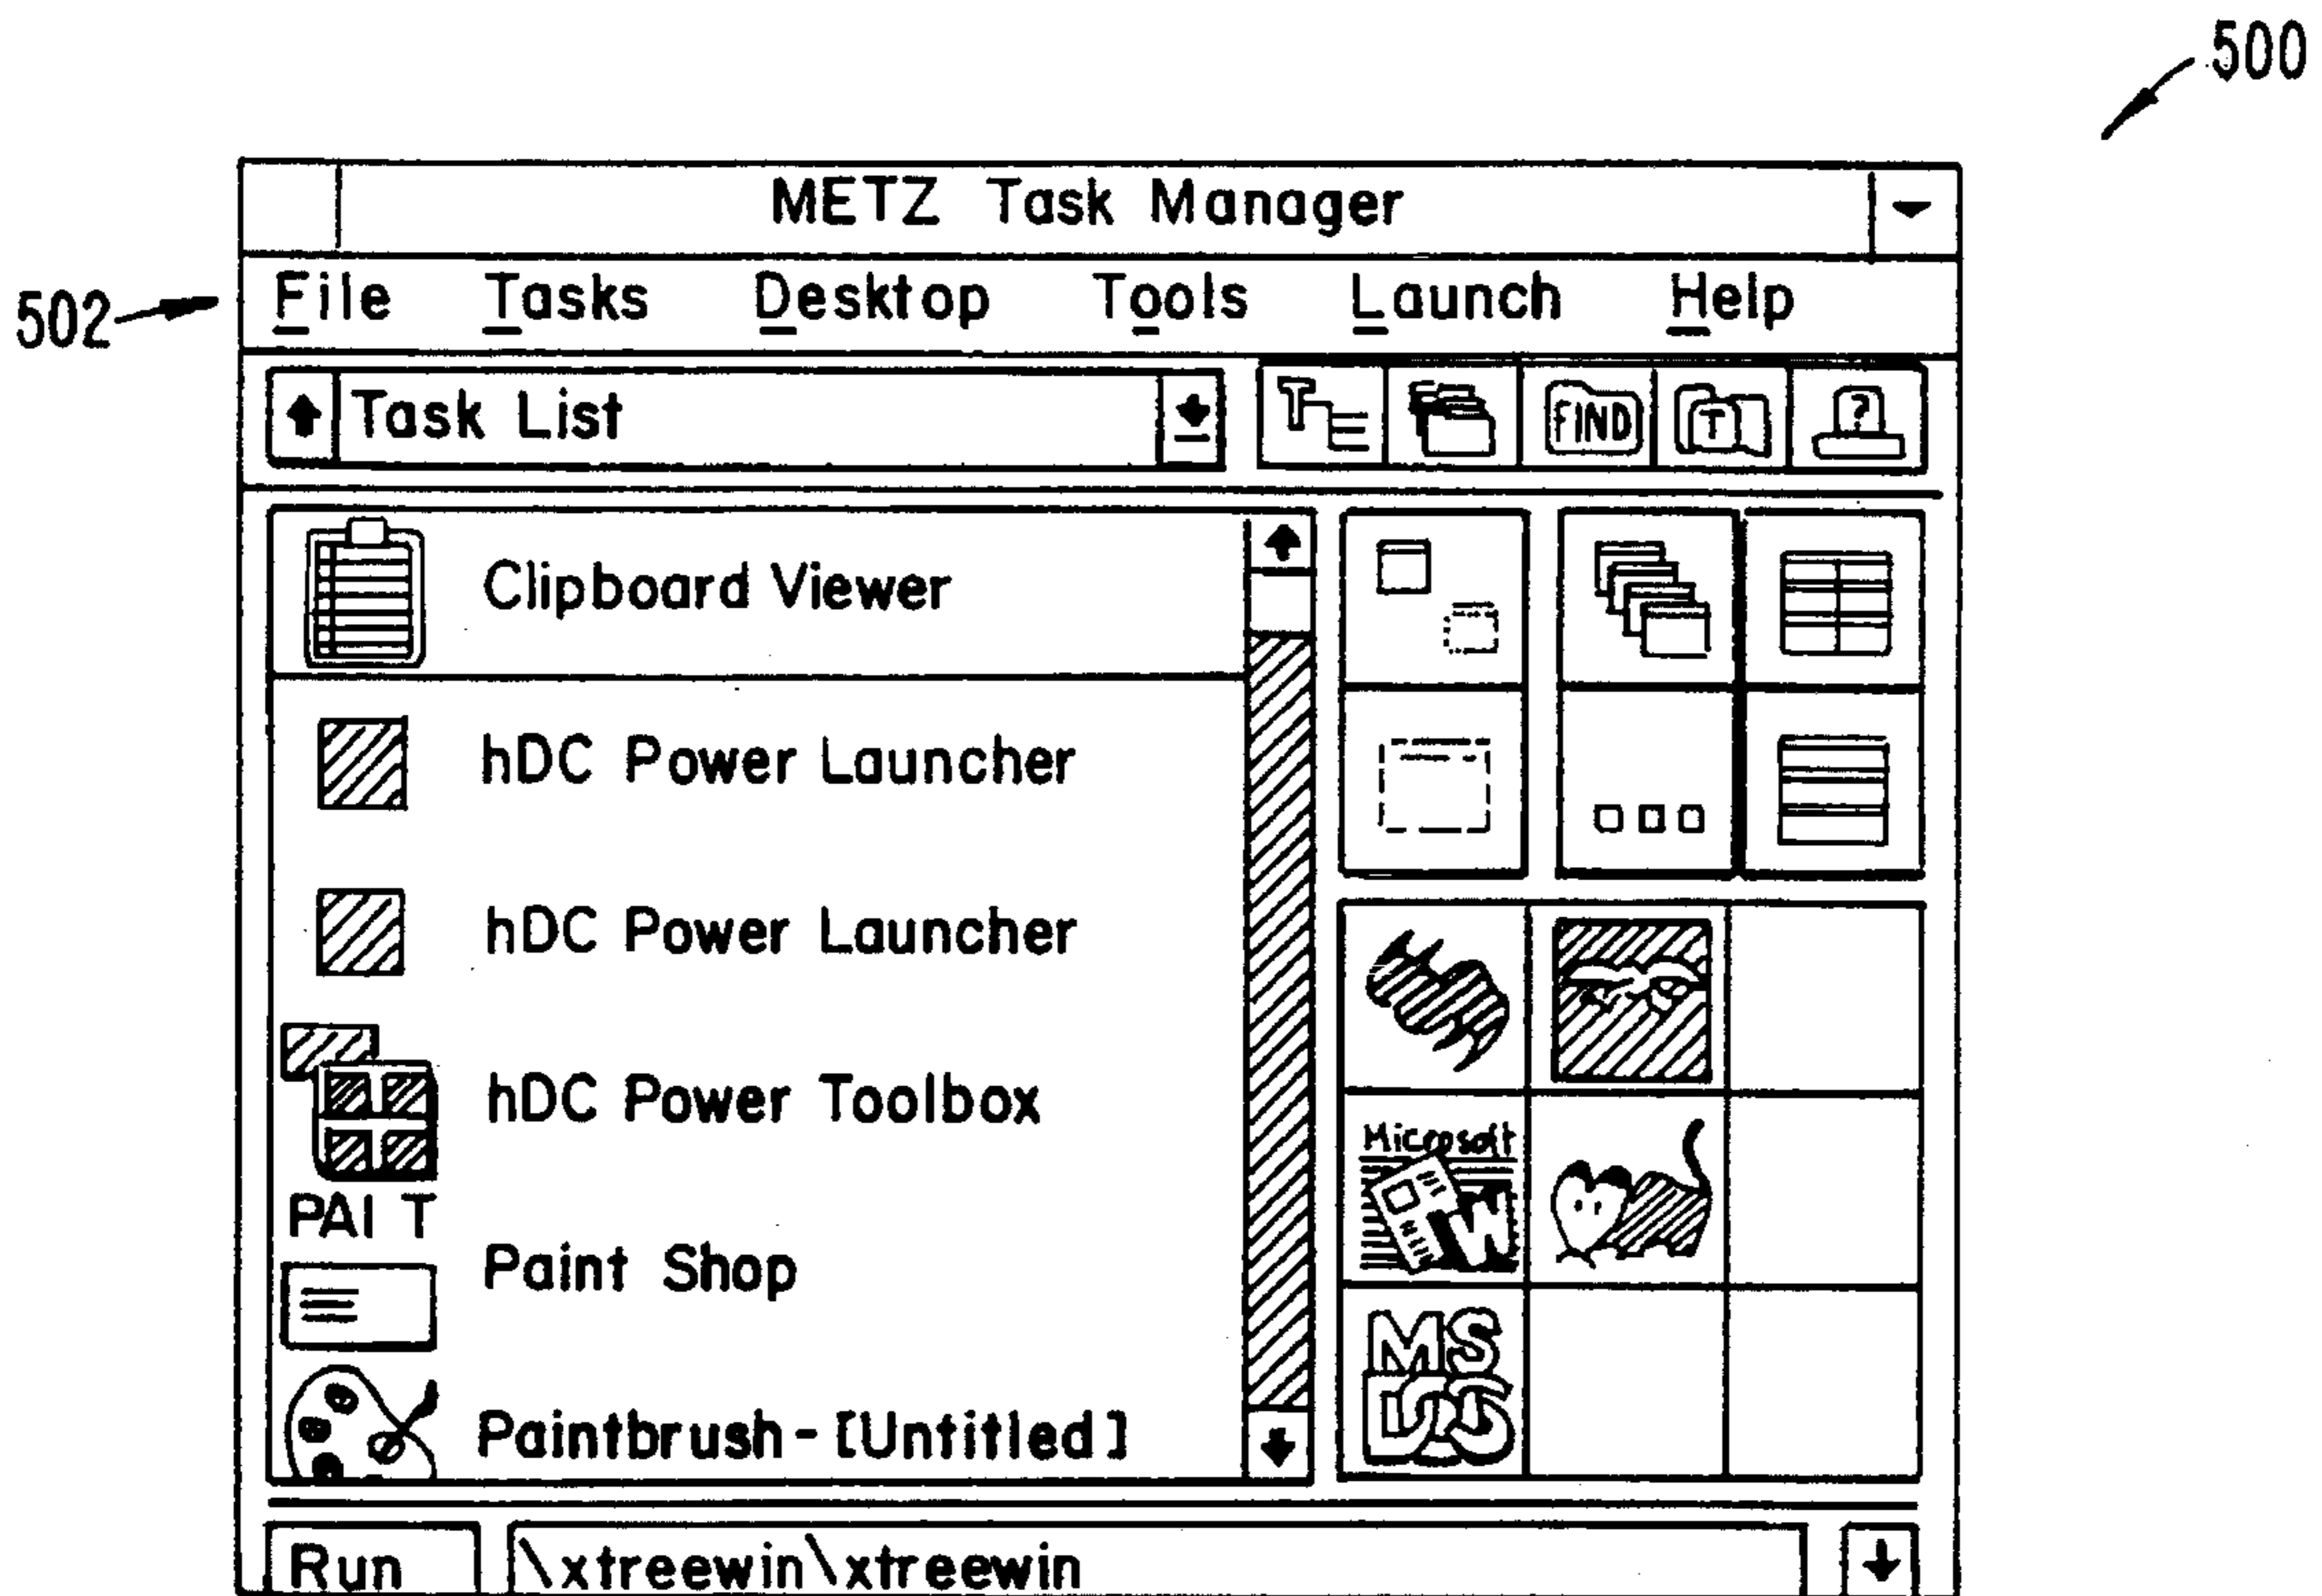 500
METZ Task Manager
502 File Tasks Desktop Tools Launch Help
Task List T FIND T ?
Clipboard Viewer
hDC Power Launcher
hDC Power Launcher
hDC Power Toolbox
Microsoft
W
PAI T
Paint Shop
MS
DOS
Paintbrush-[Untitled]
Run \xtreewin\xtreewin